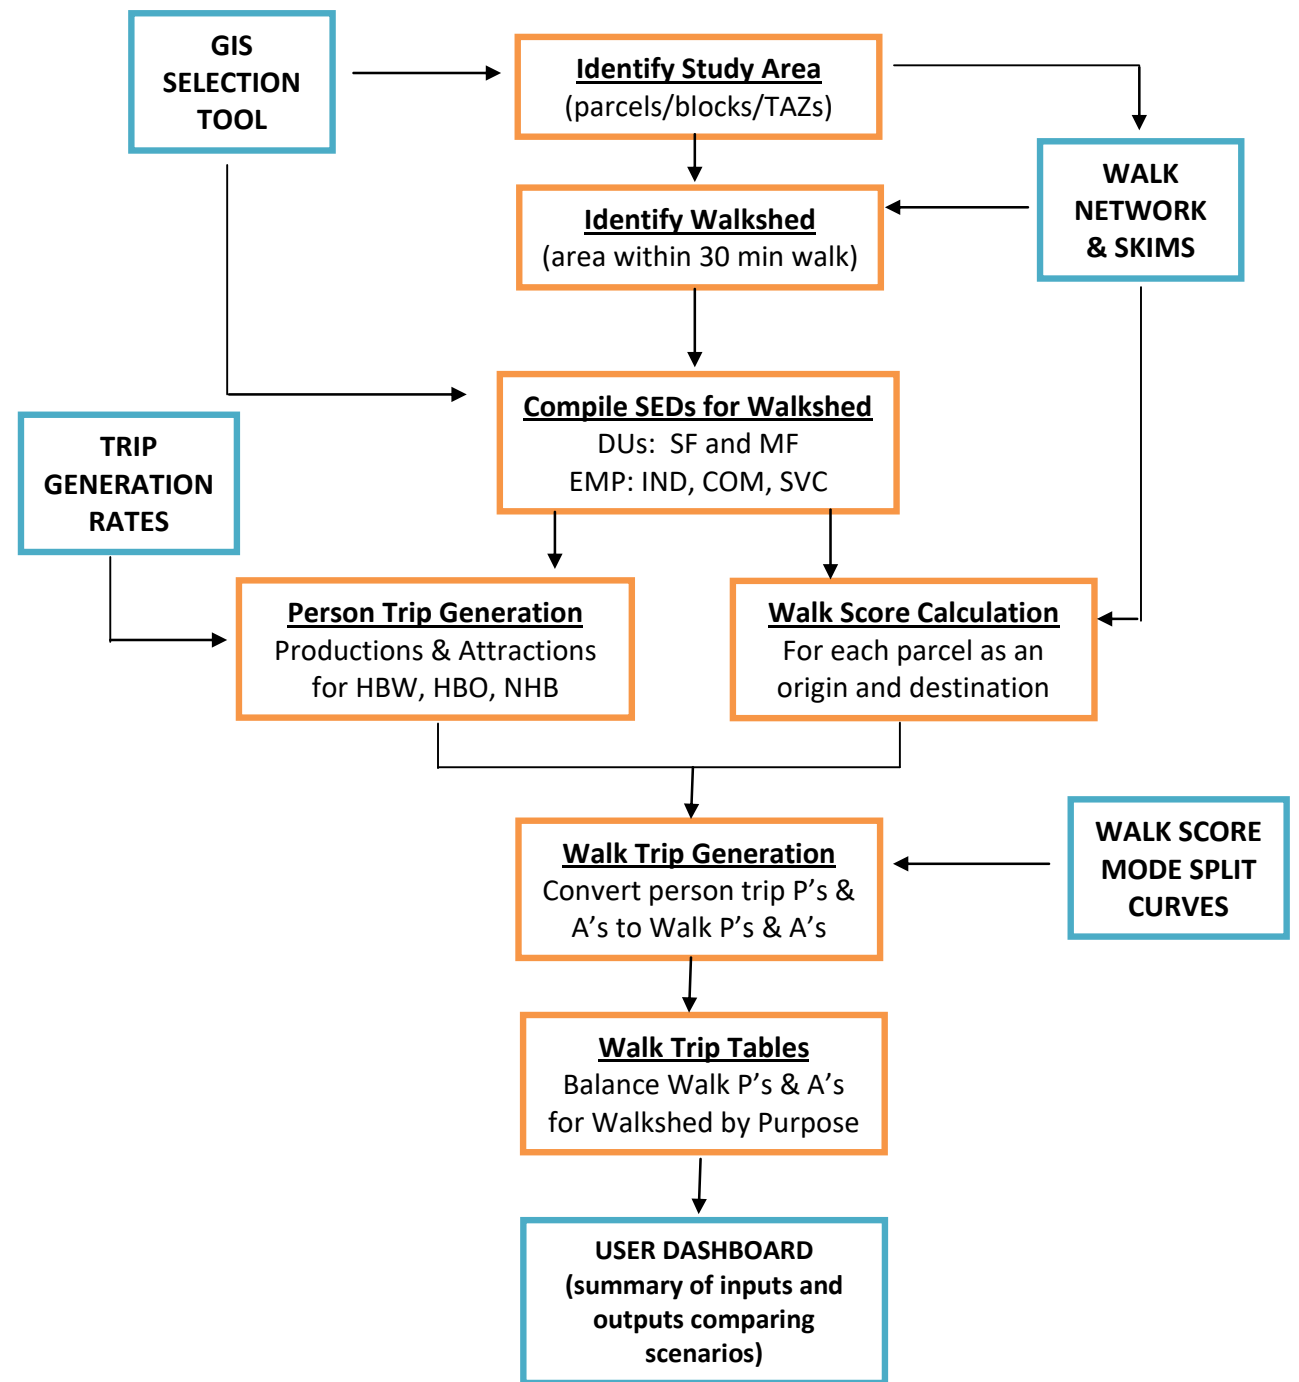 GIS
SELECTION
TOOL
Identify Study Area
(parcels/blocks/TAZs)
WALK
NETWORK
& SKIMS
Identify Walkshed
(area within 30 min walk)
Compile SEDs for Walkshed
DUs:  SF and MF
EMP: IND, COM, SVC
TRIP
GENERATION
RATES
Person Trip Generation
Productions & Attractions
for HBW, HBO, NHB
Walk Score Calculation
For each parcel as an
origin and destination
Walk Trip Generation
Convert person trip P’s &
A’s to Walk P’s & A’s
WALK SCORE
MODE SPLIT
CURVES
Walk Trip Tables
Balance Walk P’s & A’s
for Walkshed by Purpose
USER DASHBOARD
(summary of inputs and
outputs comparing
scenarios)